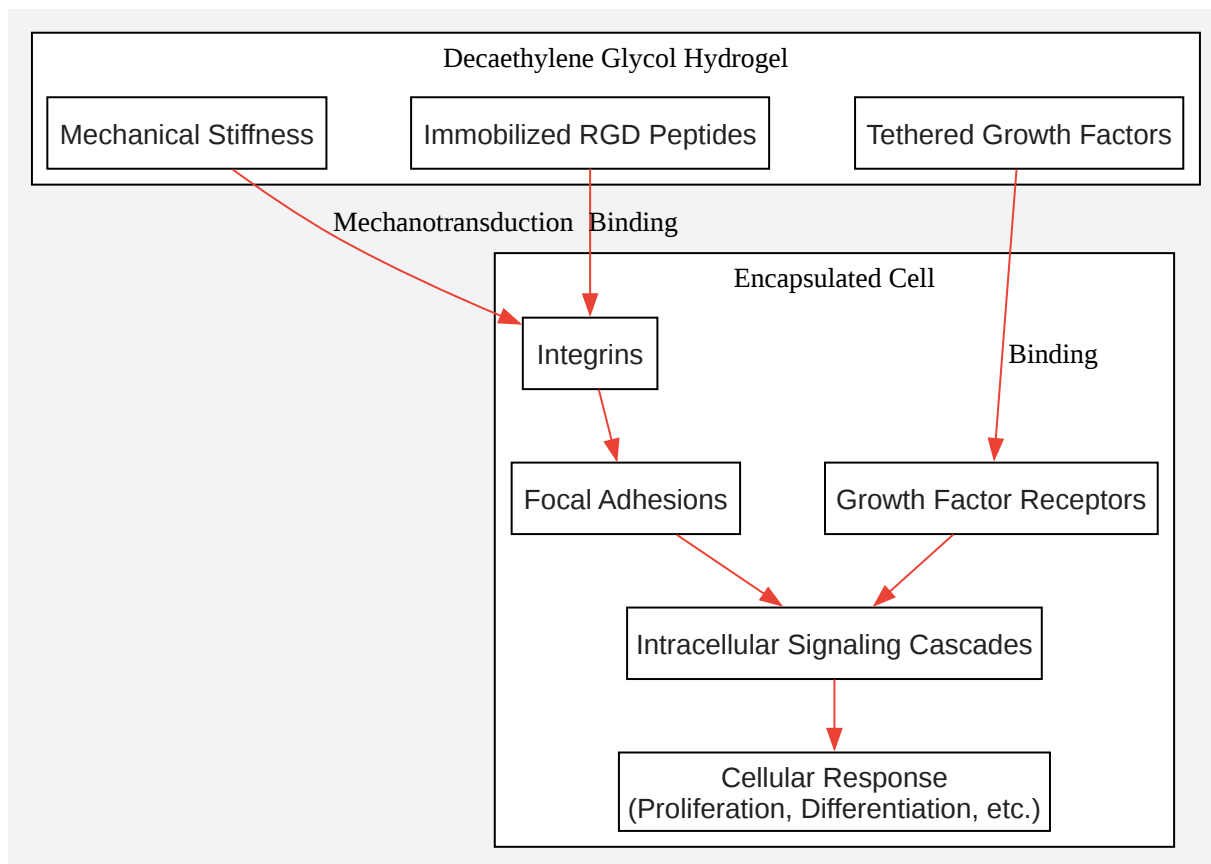 Decaethylene Glycol Hydrogel
Mechanical Stiffness
Immobilized RGD Peptides
Tethered Growth Factors
Mechanotransduction
Binding
Encapsulated Cell
Integrins
Binding
Focal Adhesions
Growth Factor Receptors
Intracellular Signaling Cascades
Cellular Response
(Proliferation, Differentiation, etc.)